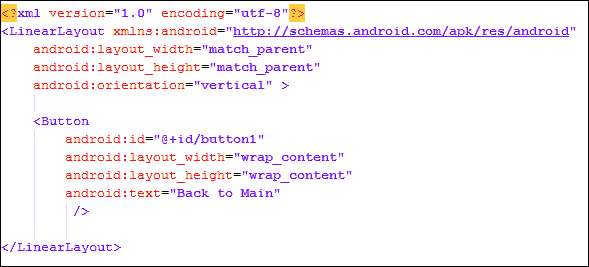 <?xml version="1.0" encoding="utf-8"?>
<LinearLayout xmlns:android="http://schemas.android.com/apk/res/android"
    android:layout_width="match_parent"
    android:layout_height="match_parent"
    android:orientation="vertical" >

    <Button
        android:id="@+id/button1"
        android:layout_width="wrap_content"
        android:layout_height="wrap_content"
        android:text="Back to Main"
         />

</LinearLayout>